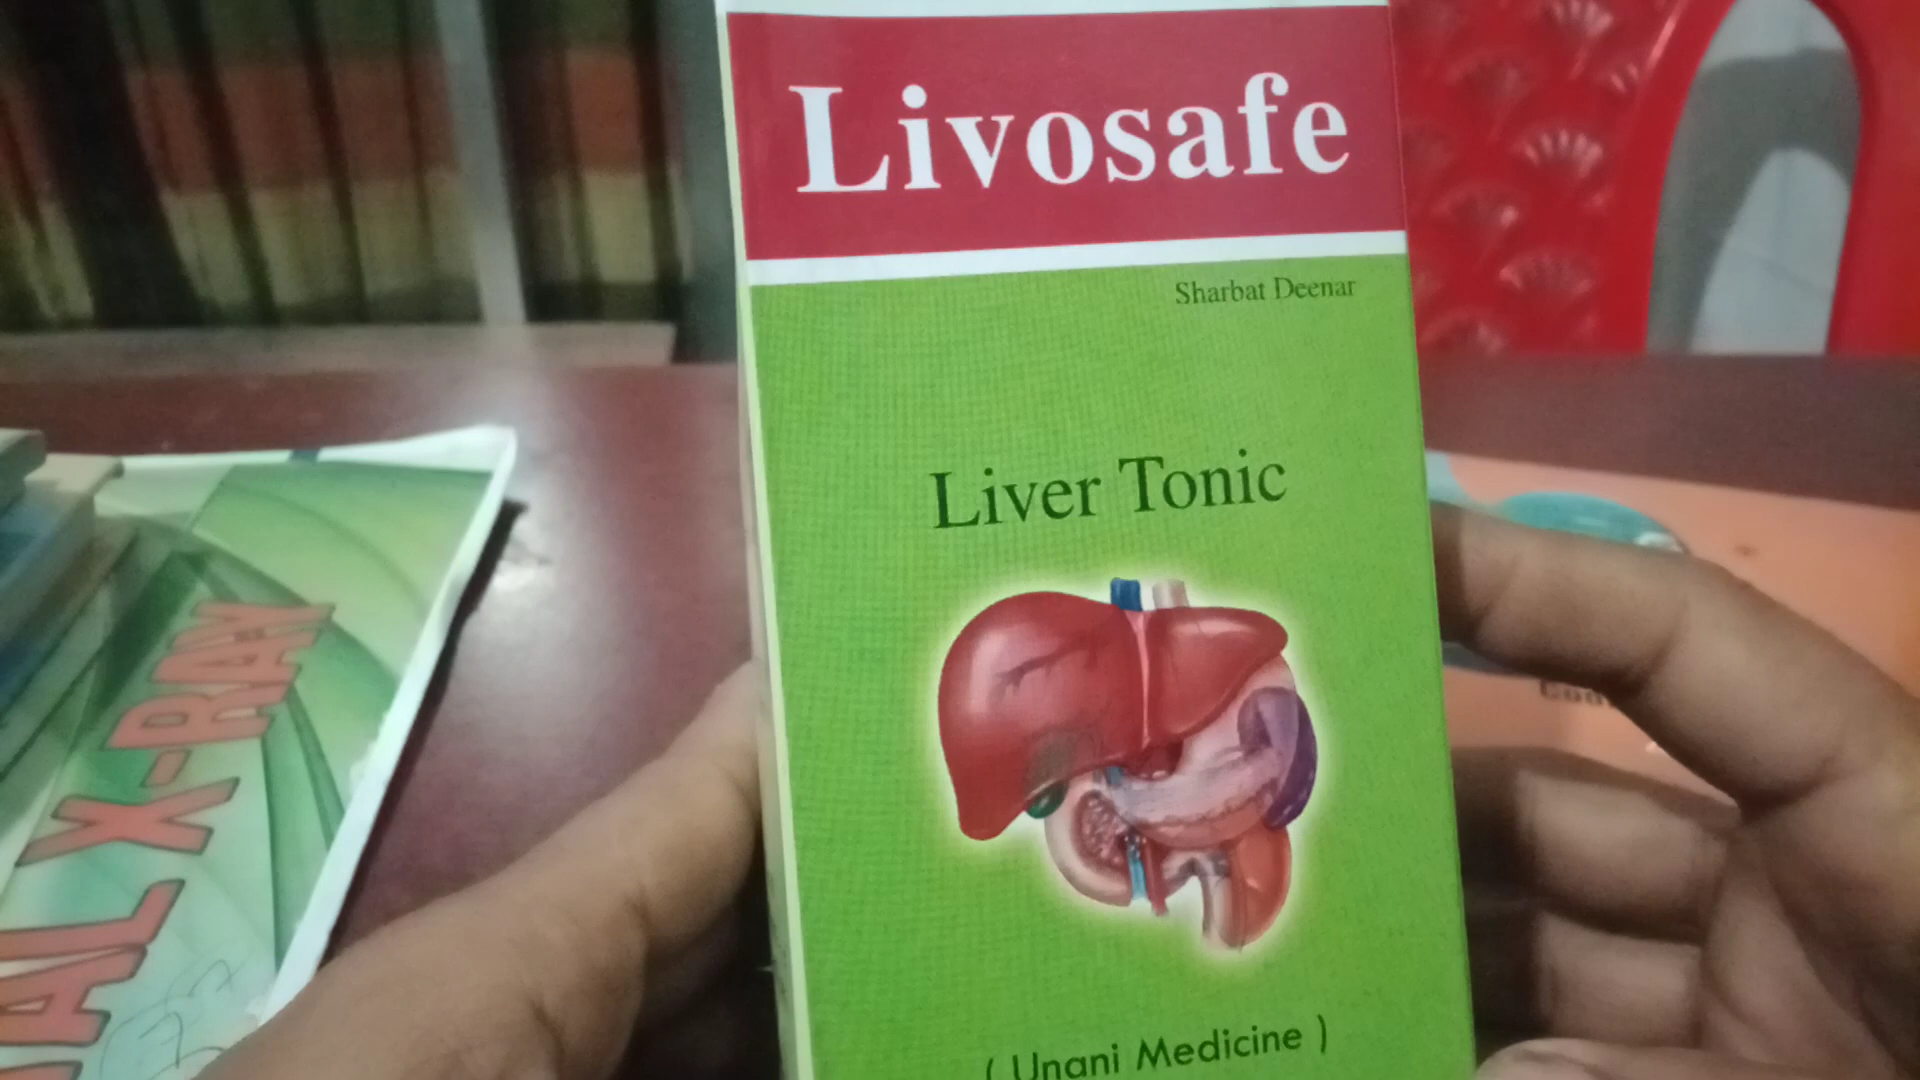 Livosafe
Sharbat Deenar
Liver Tonic
( Unani Medicine )
X-RAY